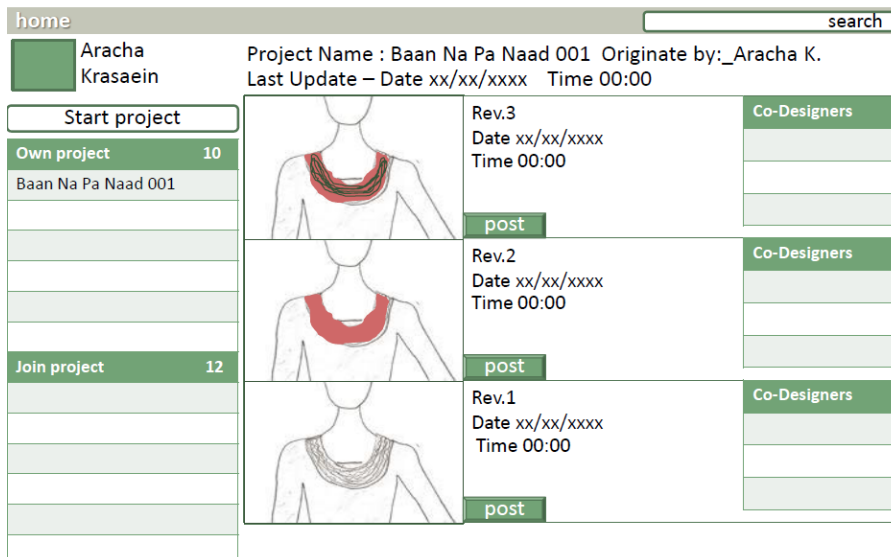 home
search
Aracha
Krasaein
Project Name : Baan Na Pa Naad 001 Originate by:_Aracha K.
Last Update – Date xx/xx/xxxx Time 00:00
Start project
Own project 10
Baan Na Pa Naad 001
Join project 12
Rev.3
Date xx/xx/xxxx
Time 00:00
post
Co-Designers
Rev.2
Date xx/xx/xxxx
Time 00:00
post
Co-Designers
Rev.1
Date xx/xx/xxxx
Time 00:00
post
Co-Designers